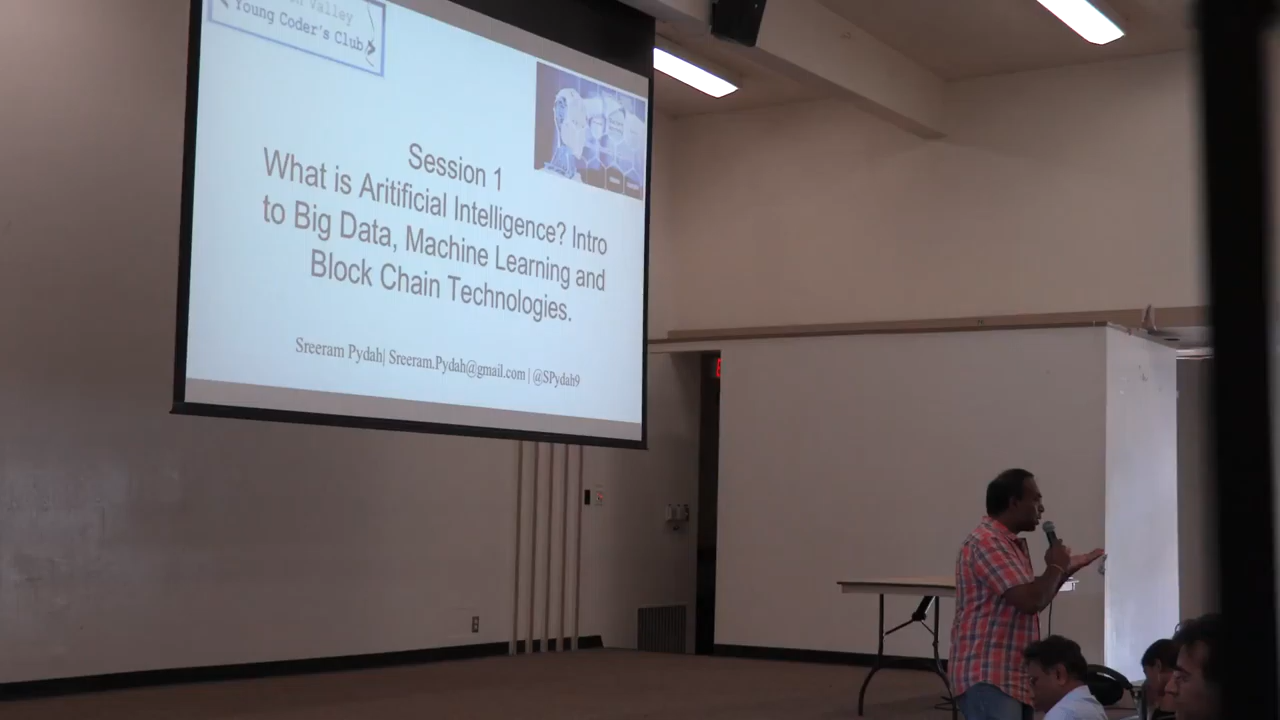 Valley
Young Coder's Club
Session 1
What is Aritificial Intelligence? Intro
to Big Data, Machine Learning and
Block Chain Technologies.
Sreeram Pydah| Sreeram.Pydah@gmail.com | @SPydah9